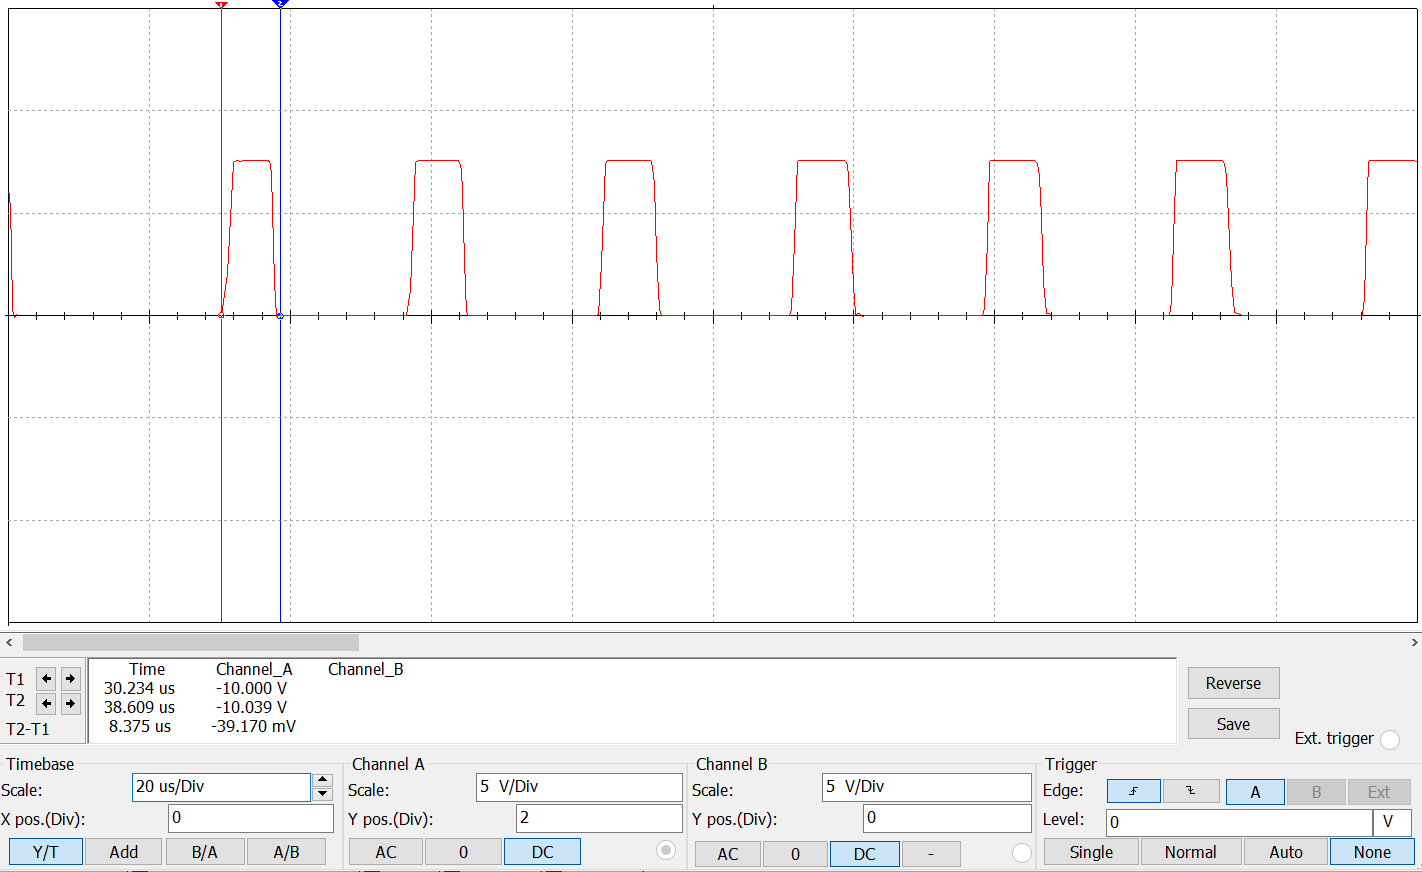 1 2
T1
T2
T2-T1
Time Channel_A Channel_B
30.234 us -10.000 V
38.609 us -10.039 V
8.375 us -39.170 mV
Reverse
Save
Ext. trigger
Timebase
Scale: 20 us/Div
X pos.(Div): 0
Y/T Add B/A A/B
Channel A
Scale: 5 V/Div
Y pos.(Div): 2
AC 0 DC
Channel B
Scale: 5 V/Div
Y pos.(Div): 0
AC 0 DC -
Trigger
Edge: A B Ext
Level: 0 V
Single Normal Auto None